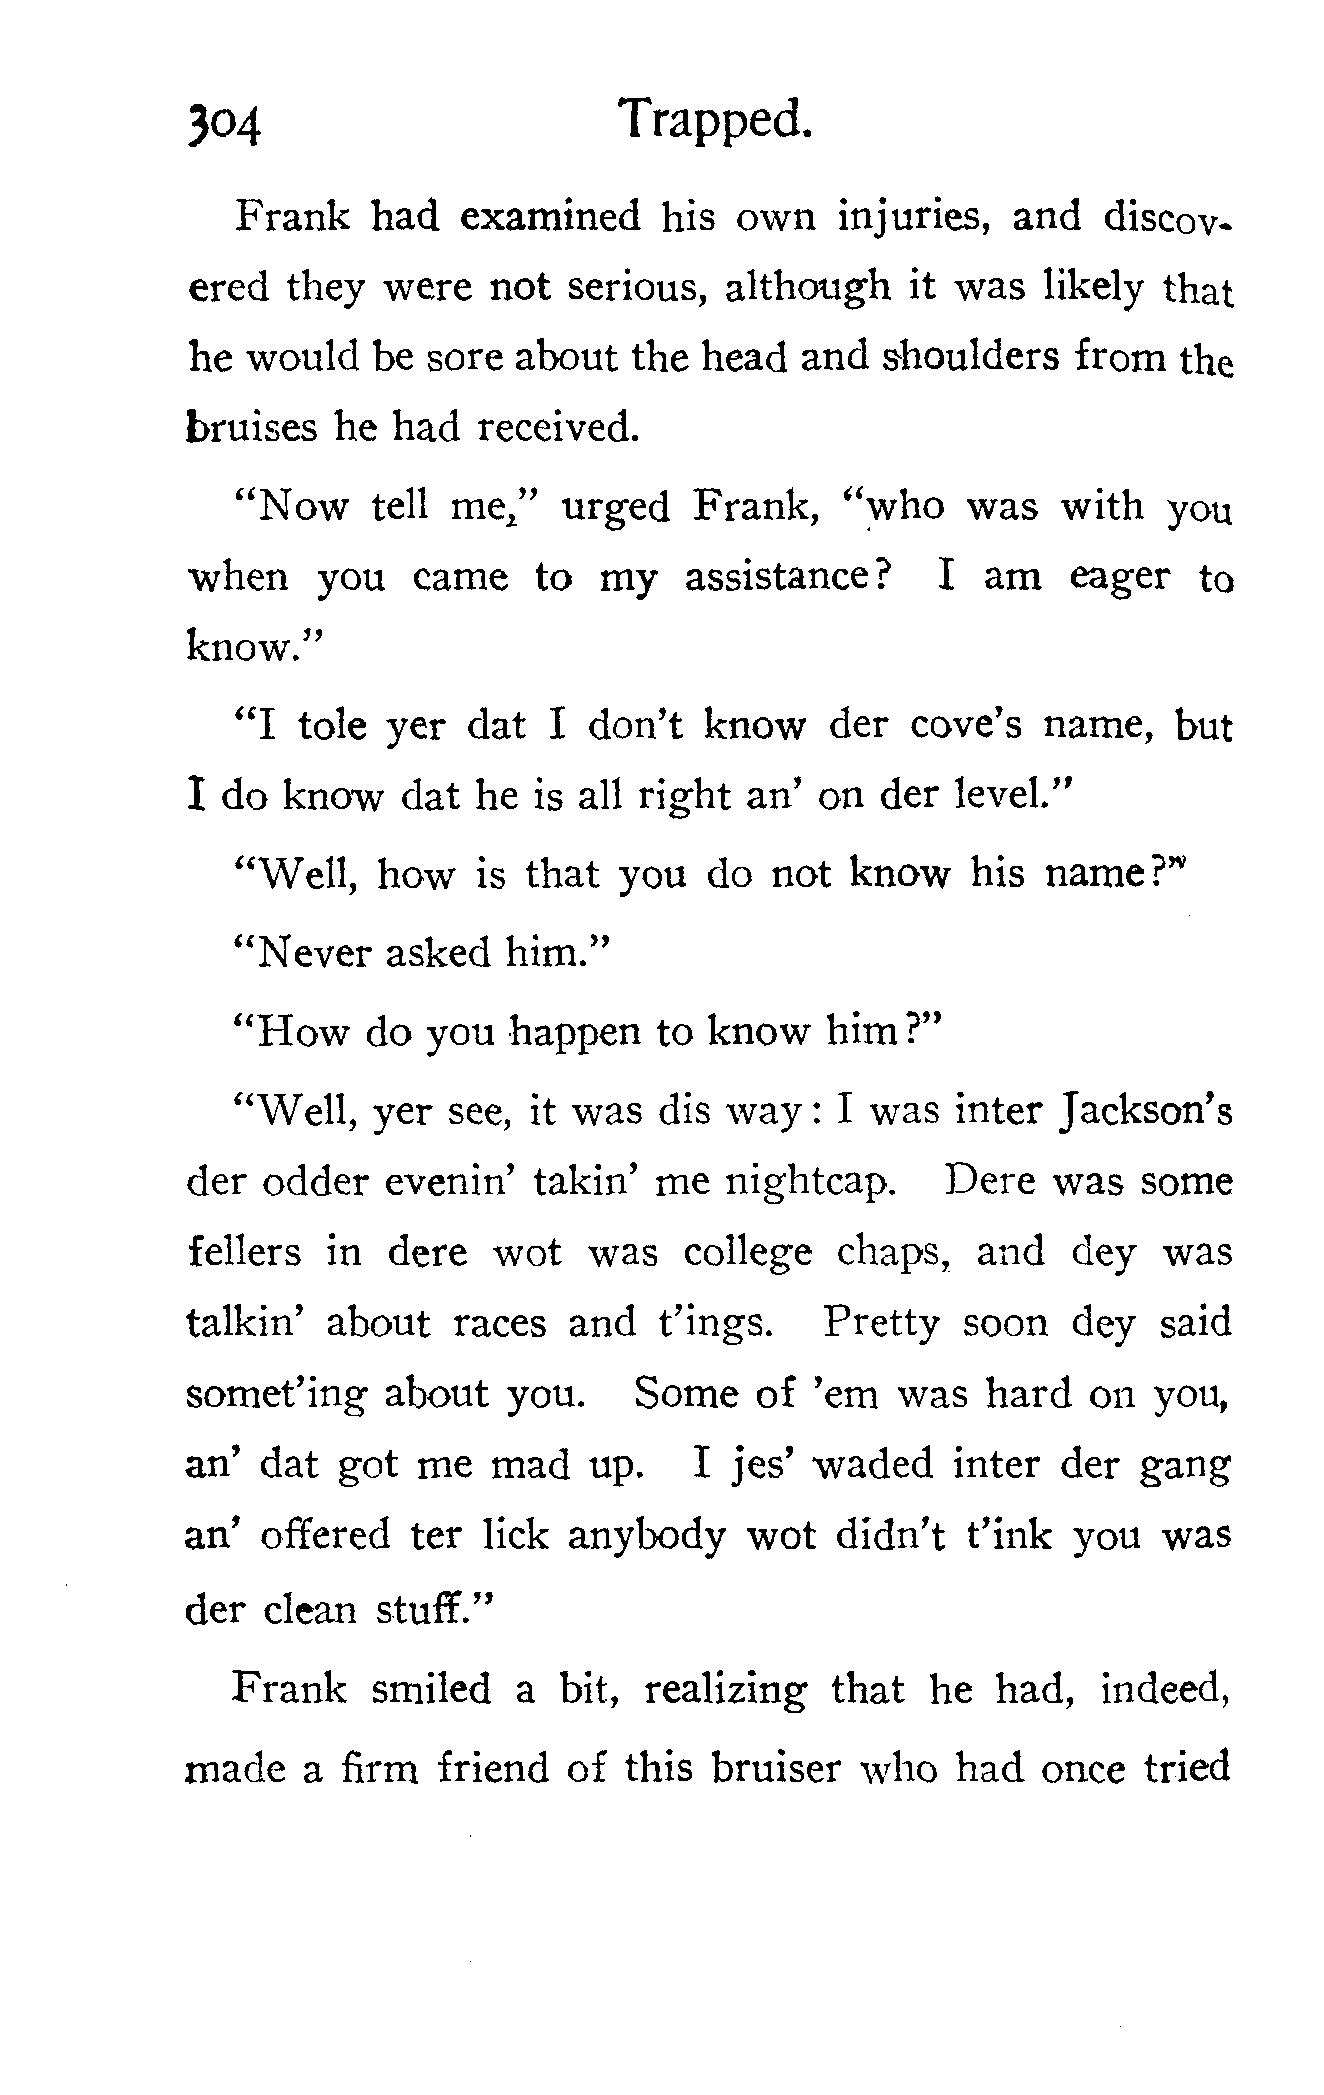 304 Trapped.
Frank had examined his own injuries, and discov-
ered they were not serious, although it was likely that
he would be sore about the head and shoulders from the
bruises he had received.
“Now tell me,” urged Frank, “who was with you
when you came to my assistance? I am eager to
know.”
“I tole yer dat I don’t know der cove’s name, but
I do know dat he is all right an’ on der level.”
“Well, how is that you do not know his name?”
“Never asked him.”
“How do you happen to know him?”
“Well, yer see, it was dis way: I was inter Jackson’s
der odder evenin’ takin’ me nightcap. Dere was some
fellers in dere wot was college chaps, and dey was
talkin’ about races and t’ings. Pretty soon dey said
somet’ing about you. Some of ’em was hard on you,
an’ dat got me mad up. I jes’ waded inter der gang
an’ offered ter lick anybody wot didn’t t’ink you was
der clean stuff.”
Frank smiled a bit, realizing that he had, indeed,
made a firm friend of this bruiser who had once tried